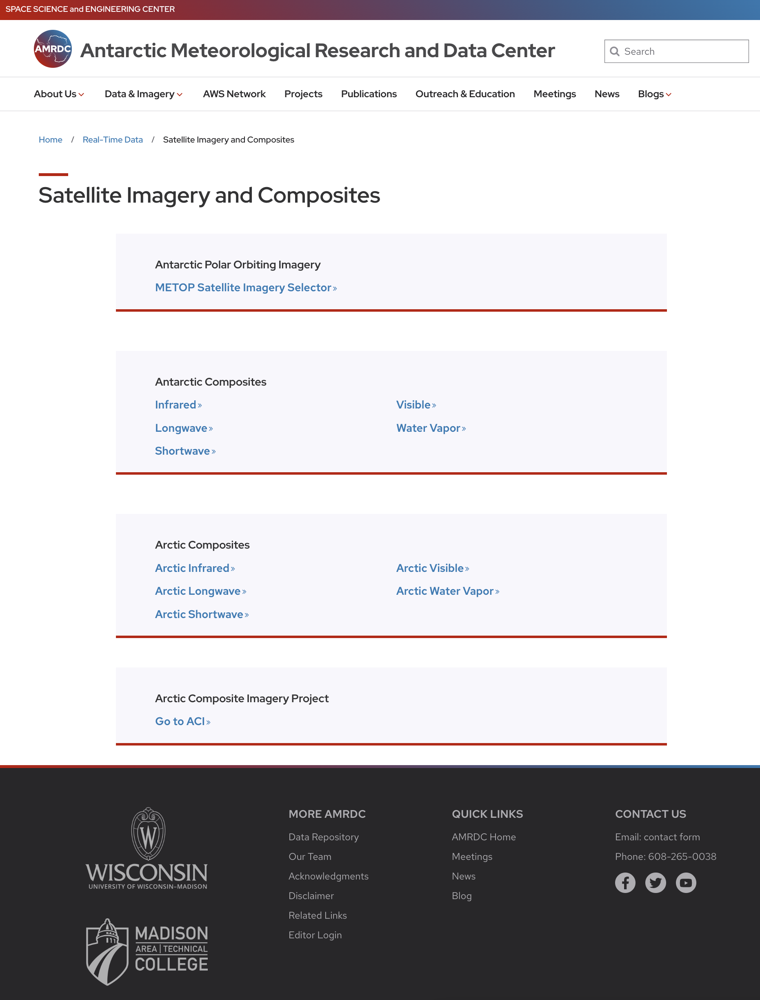 SPACE SCIENCE and ENGINEERING CENTER
AMRDC
Antarctic Meteorological Research and Data Center
Search
About Us
Data & Imagery
AWS Network
Projects
Publications
Outreach & Education
Meetings
News
Blogs
Home / Real-Time Data / Satellite Imagery and Composites
Satellite Imagery and Composites
Antarctic Polar Orbiting Imagery
METOP Satellite Imagery Selector»
Antarctic Composites
Infrared»
Longwave»
Shortwave»
Visible»
Water Vapor»
Arctic Composites
Arctic Infrared»
Arctic Longwave»
Arctic Shortwave»
Arctic Visible»
Arctic Water Vapor»
Arctic Composite Imagery Project
Go to ACI»
W
WISCONSIN
UNIVERSITY OF WISCONSIN–MADISON
MADISON
AREA | TECHNICAL
COLLEGE
MORE AMRDC
Data Repository
Our Team
Acknowledgments
Disclaimer
Related Links
Editor Login
QUICK LINKS
AMRDC Home
Meetings
News
Blog
CONTACT US
Email: contact form
Phone: 608-265-0038